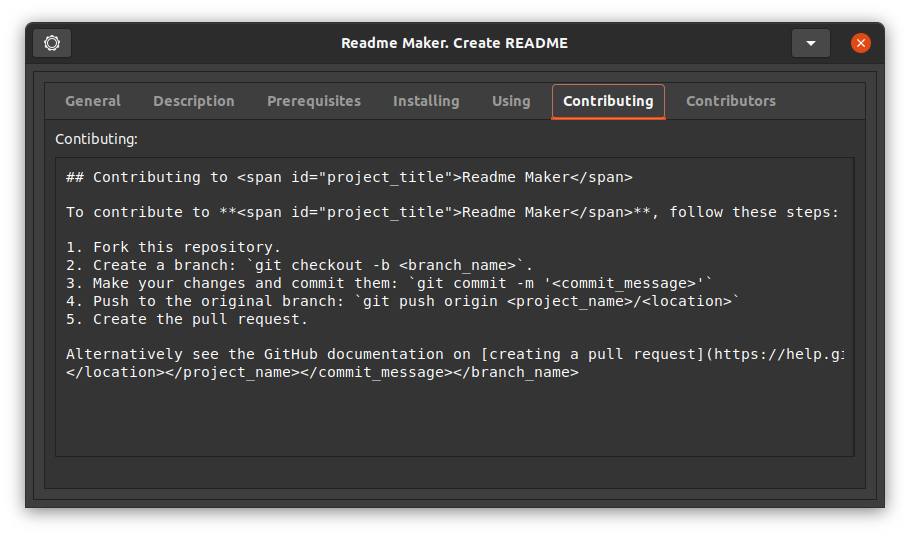 Readme Maker. Create README
General Description Prerequisites Installing Using Contributing Contributors
Contibuting:
## Contributing to <span id="project_title">Readme Maker</span>
To contribute to **<span id="project_title">Readme Maker</span>**, follow these steps:
1. Fork this repository.
2. Create a branch: `git checkout -b <branch_name>`.
3. Make your changes and commit them: `git commit -m '<commit_message>'`
4. Push to the original branch: `git push origin <project_name>/<location>`
5. Create the pull request.
Alternatively see the GitHub documentation on [creating a pull request](https://help.gi
</location></project_name></commit_message></branch_name>